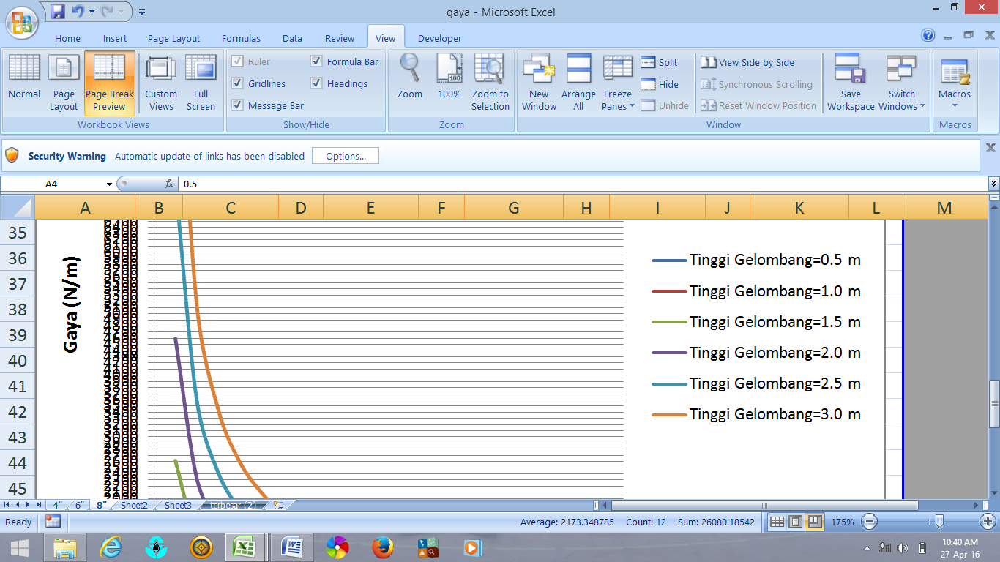 gaya - Microsoft Excel
Home Insert Page Layout Formulas Data Review View Developer
Normal Page Layout Page Break Preview Custom Views Full Screen
Workbook Views
Ruler Formula Bar
Gridlines Headings
Message Bar
Show/Hide
Zoom 100% Zoom to Selection
Zoom
New Window Arrange All Freeze Panes
Split
Hide
Unhide
View Side by Side
Synchronous Scrolling
Reset Window Position
Save Workspace Switch Windows
Window
Macros
Macros
Security Warning Automatic update of links has been disabled Options...
A4 fx 0.5
A B C D E F G H I J K L M
35
36
37
38
39
40
41
42
43
44
45
Gaya (N/m)
Tinggi Gelombang=0.5 m
Tinggi Gelombang=1.0 m
Tinggi Gelombang=1.5 m
Tinggi Gelombang=2.0 m
Tinggi Gelombang=2.5 m
Tinggi Gelombang=3.0 m
4" 6" 8" Sheet2 Sheet3 terbesar (2)
Ready Average: 2173.348785 Count: 12 Sum: 26080.18542 175%
10:40 AM
27-Apr-16